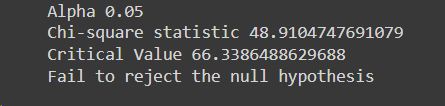 Alpha 0.05
Chi-square statistic 48.9104747691079
Critical Value 66.3386488629688
Fail to reject the null hypothesis